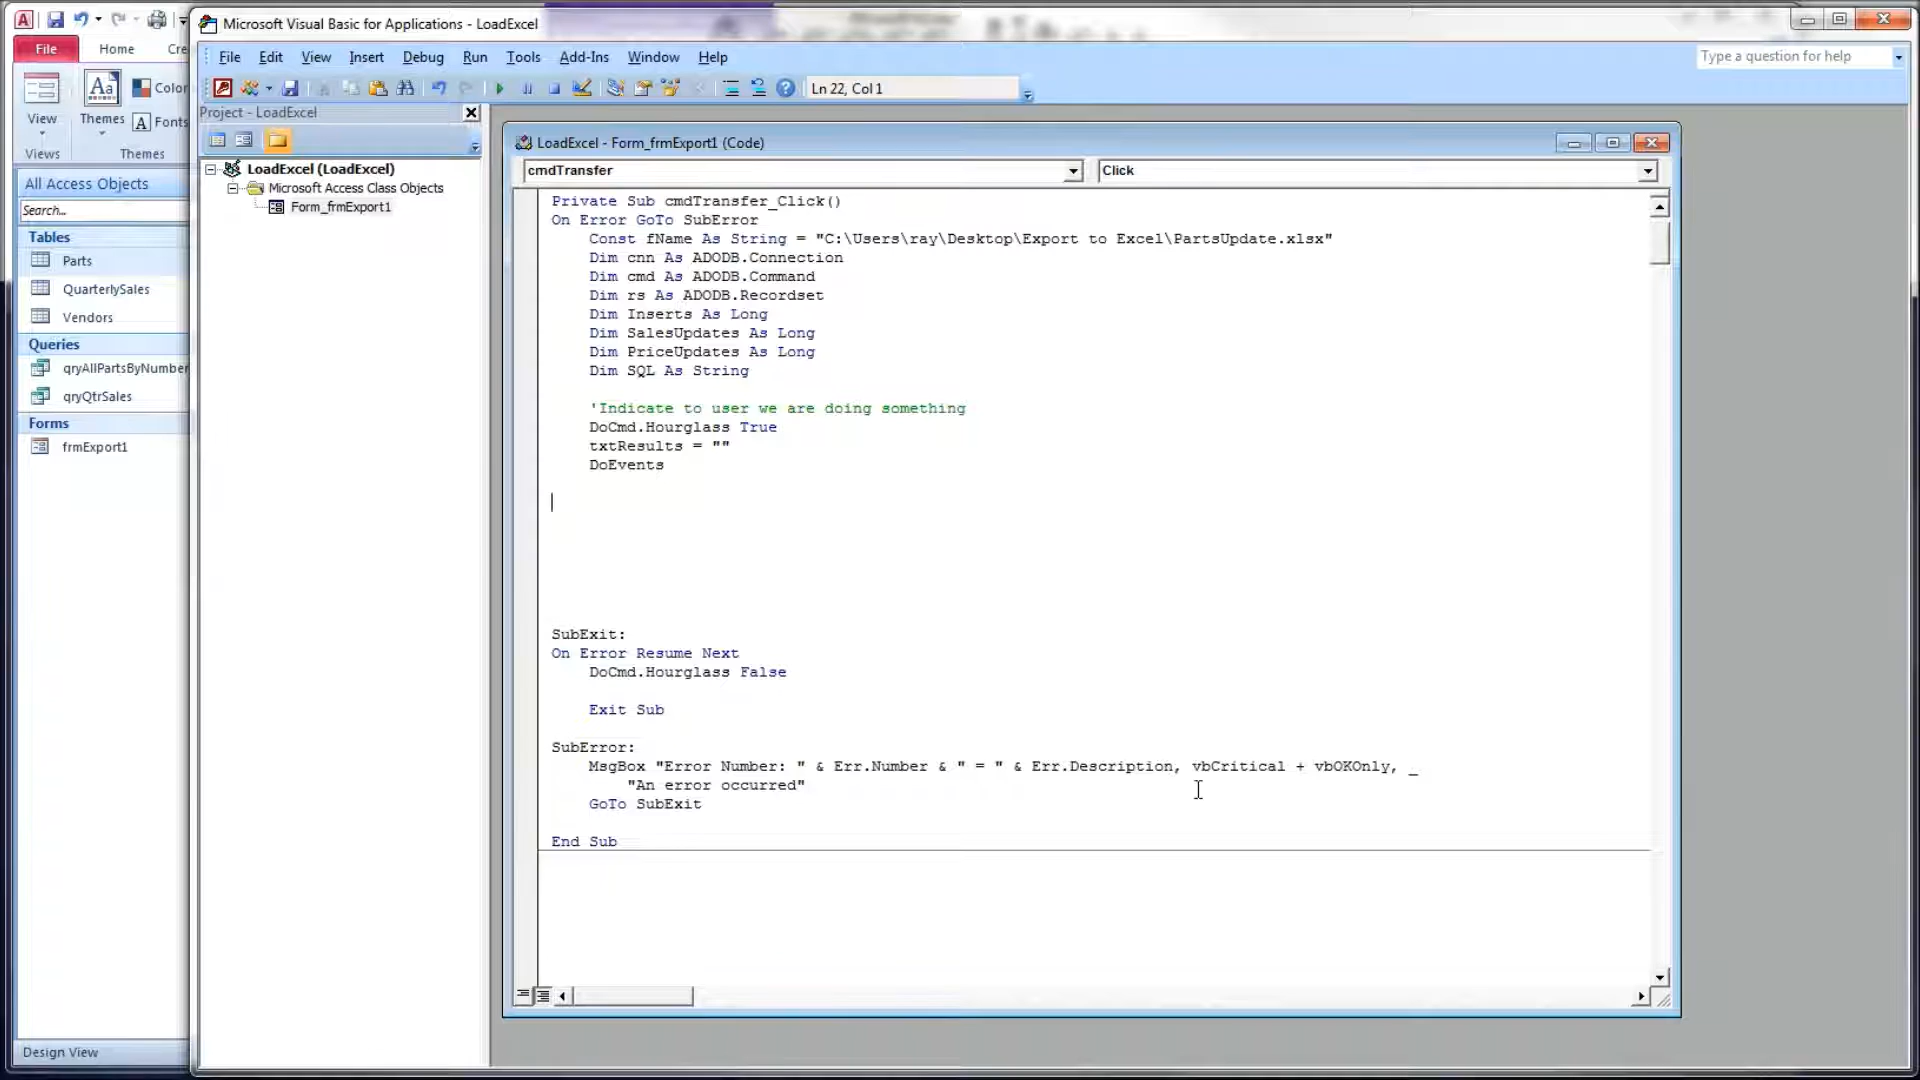 Microsoft Visual Basic for Applications - LoadExcel
File
Home
Cre
File Edit View Insert Debug Run Tools Add-Ins Window Help
Type a question for help
Ln 22, Col 1
View
Themes
Color
Fonts
Views
Themes
Project - LoadExcel
LoadExcel (LoadExcel)
Microsoft Access Class Objects
Form_frmExport1
All Access Objects
Search...
Tables
Parts
QuarterlySales
Vendors
Queries
qryAllPartsByNumber
qryQtrSales
Forms
frmExport1
Design View
LoadExcel - Form_frmExport1 (Code)
cmdTransfer
Click
Private Sub cmdTransfer_Click()
On Error GoTo SubError
Const fName As String = "C:\Users\ray\Desktop\Export to Excel\PartsUpdate.xlsx"
Dim cnn As ADODB.Connection
Dim cmd As ADODB.Command
Dim rs As ADODB.Recordset
Dim Inserts As Long
Dim SalesUpdates As Long
Dim PriceUpdates As Long
Dim SQL As String
'Indicate to user we are doing something
DoCmd.Hourglass True
txtResults = ""
DoEvents
SubExit:
On Error Resume Next
DoCmd.Hourglass False
Exit Sub
SubError:
MsgBox "Error Number: " & Err.Number & " = " & Err.Description, vbCritical + vbOKOnly, _
"An error occurred"
GoTo SubExit
End Sub